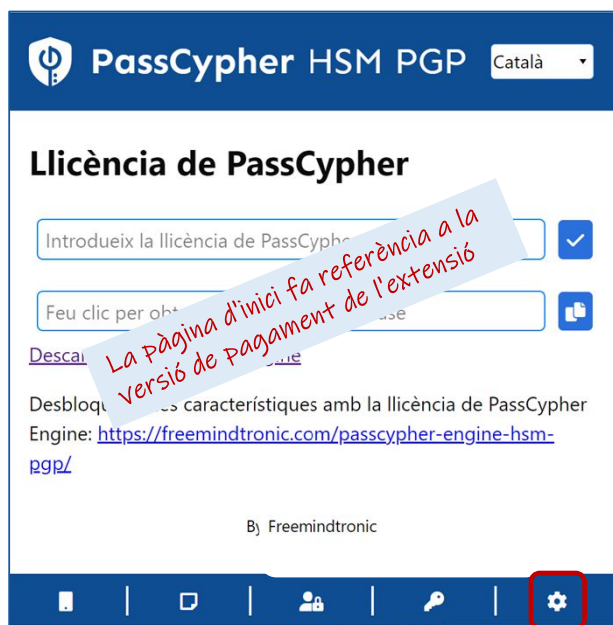 PassCypher HSM PGP
Català
Llicència de PassCypher
Introdueix la llicència de PassCyphe
La pàgina d'inici fa referència a la
versió de pagament de l'extensió
Feu clic per
Desca
Desbloq es característiques amb la llicència de PassCypher
Engine: https://freemindtronic.com/passcypher-engine-hsm-
pgp/
By Freemindtronic